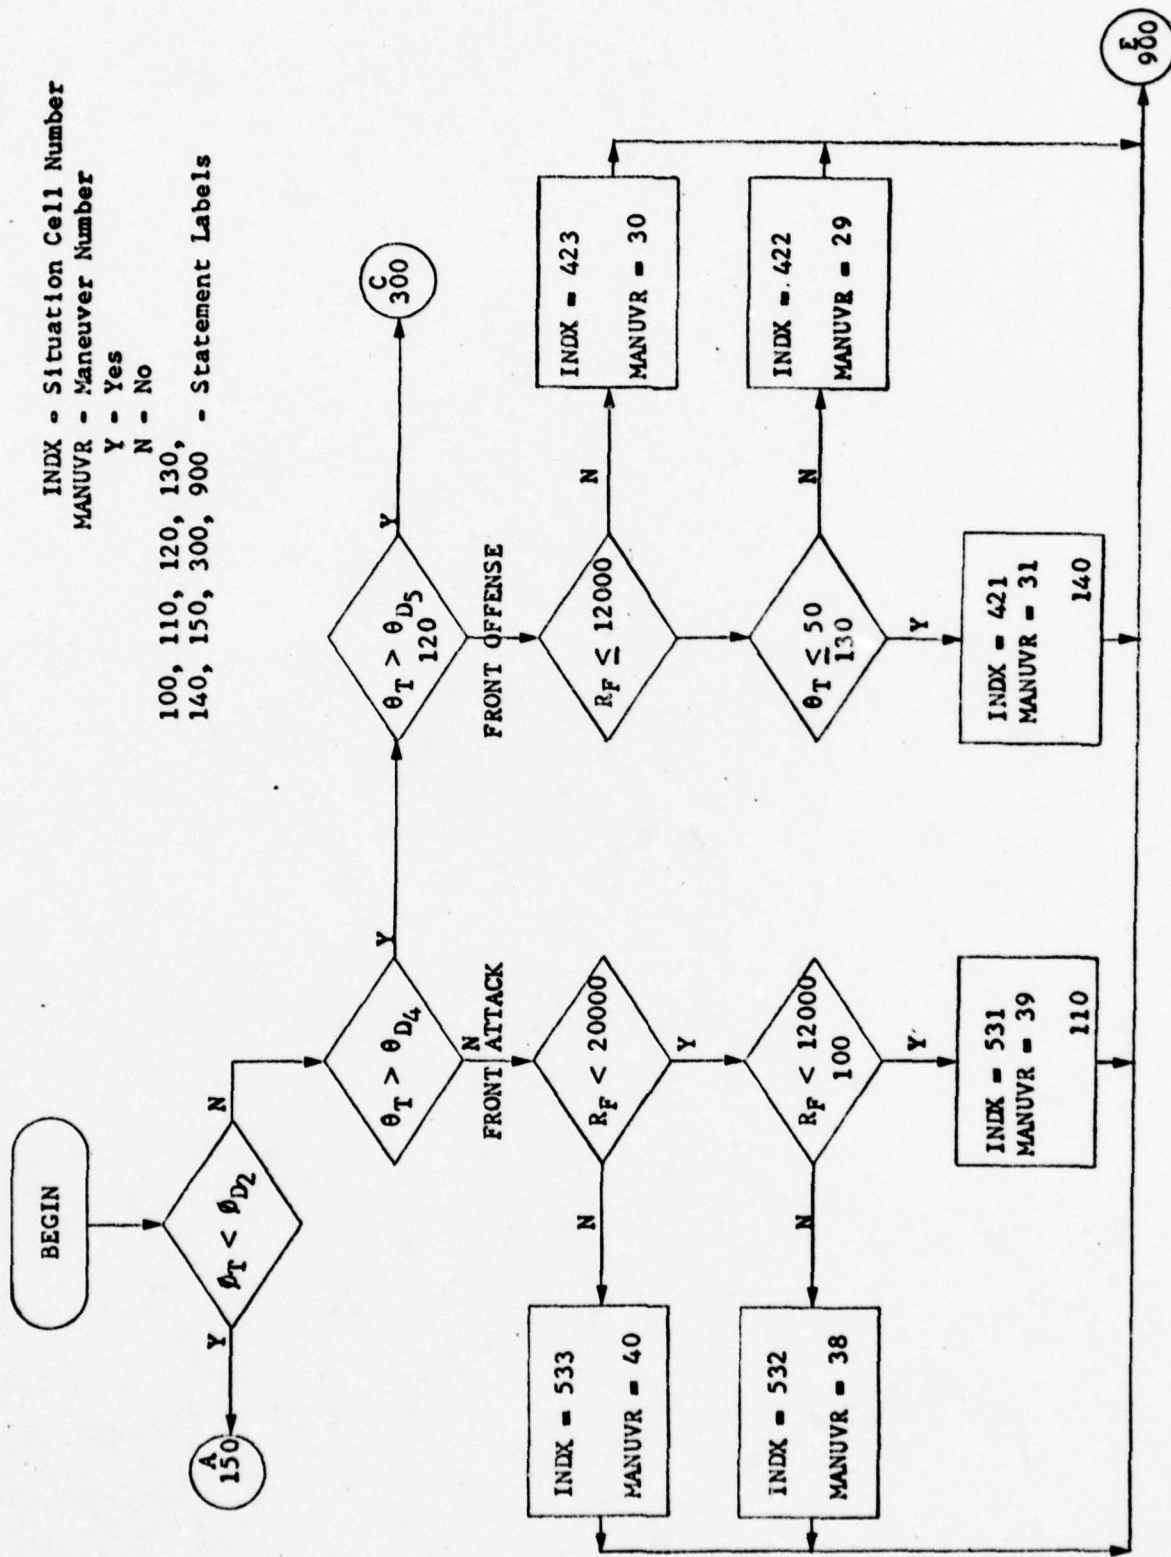 INDX - Situation Cell Number
MANUVR - Maneuver Number
Y - Yes
N - No
100, 110, 120, 130,
140, 150, 300, 900 - Statement Labels
BEGIN
Y
ØT < ØD2
N
A
150
θT > θD4
Y
N
FRONT ATTACK
θT > θD5
120
Y
C
300
FRONT OFFENSE
RF < 20000
N
Y
INDX = 533
MANUVR = 40
RF < 12000
100
N
Y
INDX = 532
MANUVR = 38
INDX = 531
MANUVR = 39
110
RF ≤ 12000
N
INDX = 423
MANUVR = 30
θT ≤ 50
130
N
Y
INDX = 422
MANUVR = 29
INDX = 421
MANUVR = 31
140
E
900